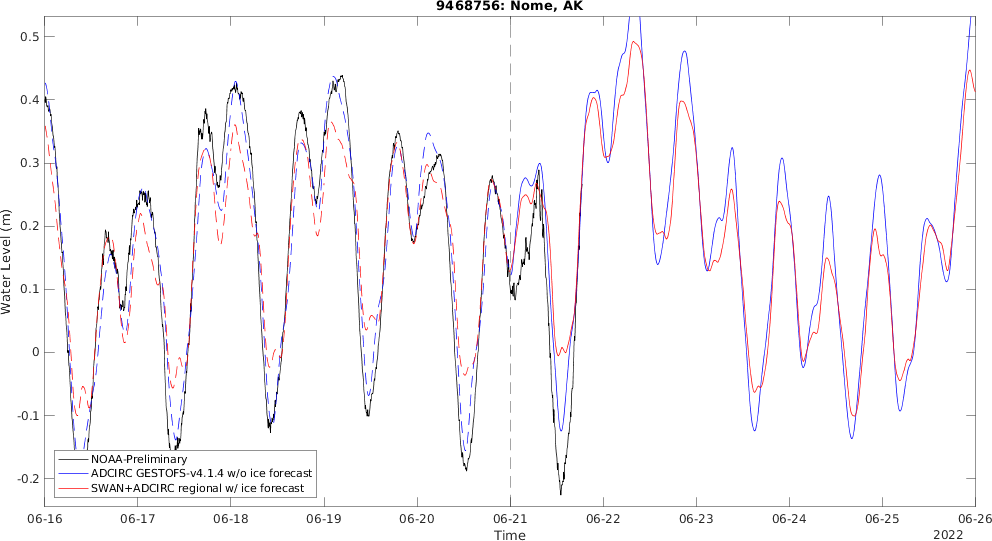 9468756: Nome, AK
0.5
0.4
0.3
0.2
0.1
0
-0.1
-0.2
Water Level (m)
NOAA-Preliminary
ADCIRC GESTOFS-v4.1.4 w/o ice forecast
SWAN+ADCIRC regional w/ ice forecast
06-16 06-17 06-18 06-19 06-20 06-21 06-22 06-23 06-24 06-25 06-26
Time
2022